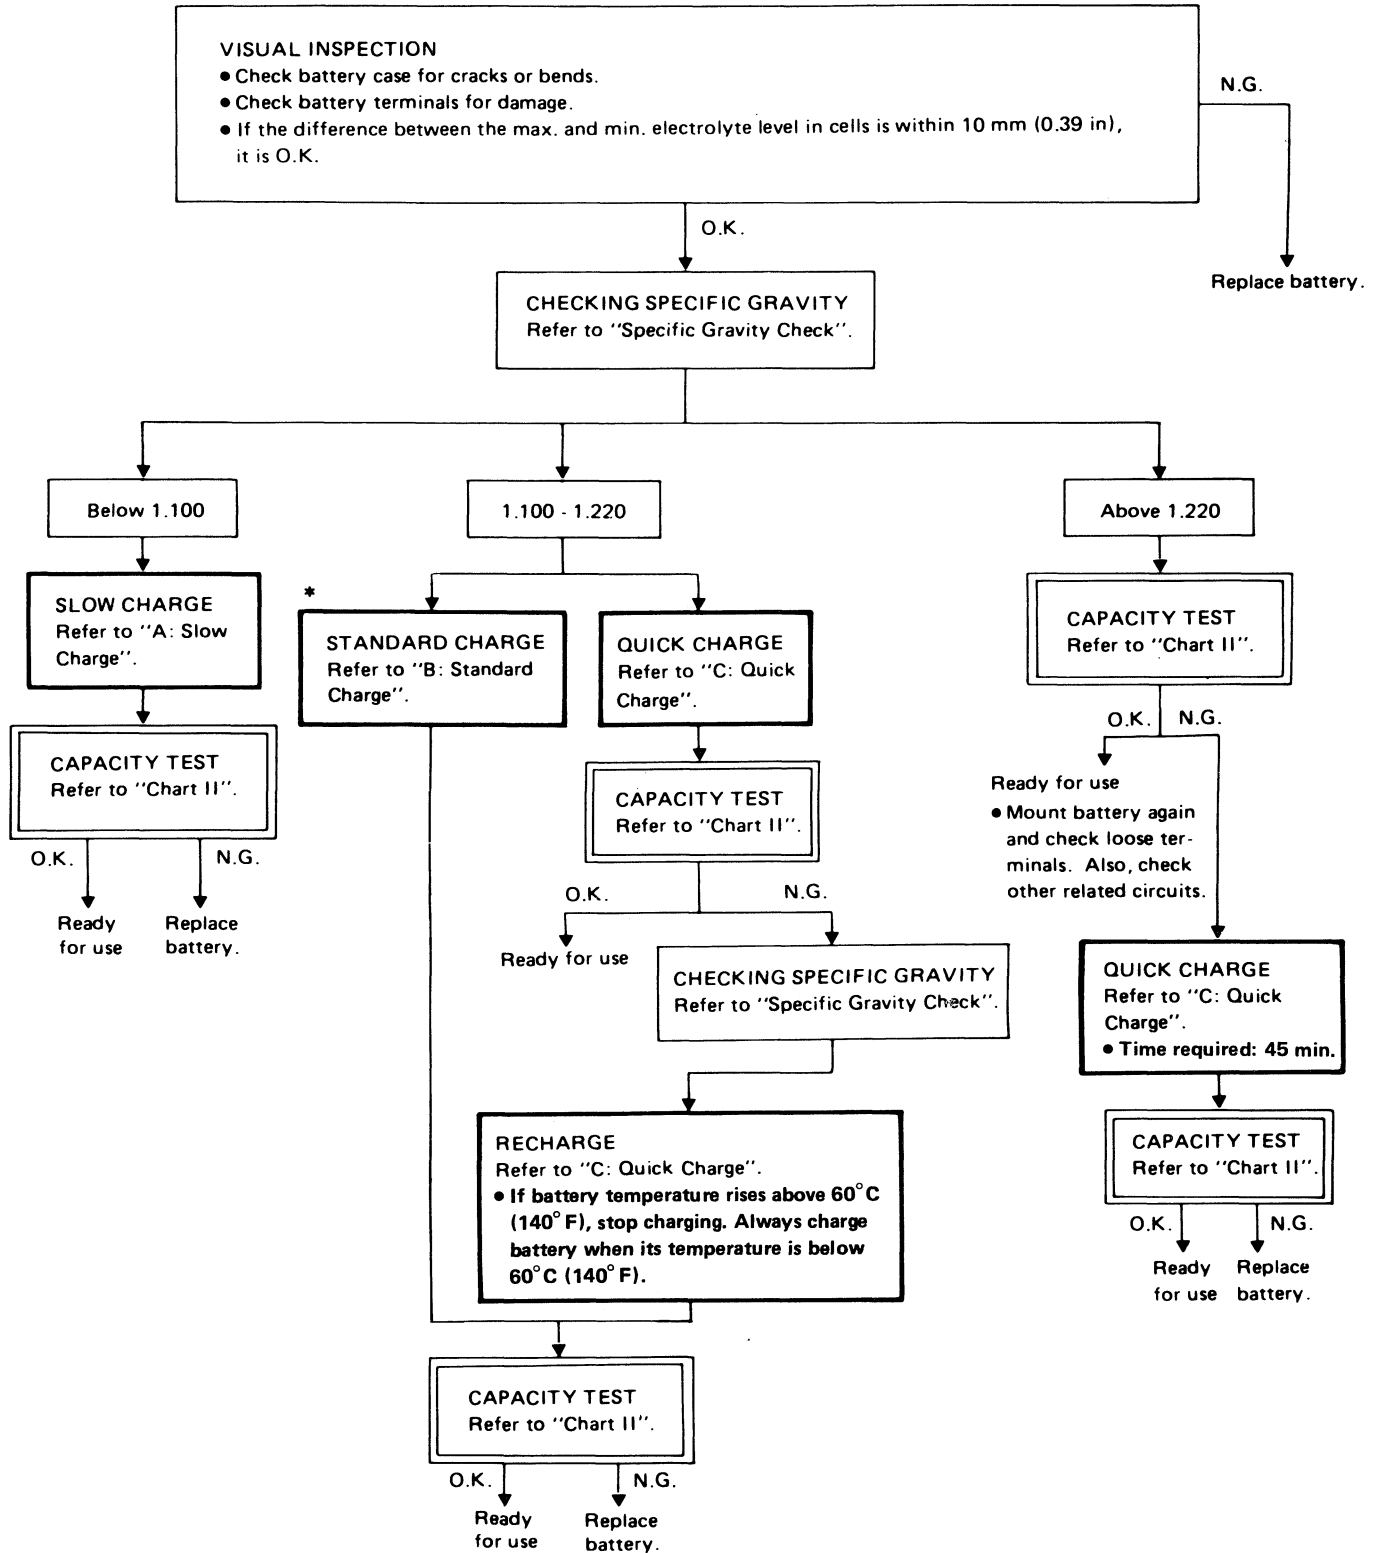 VISUAL INSPECTION
● Check battery case for cracks or bends.
● Check battery terminals for damage.
● If the difference between the max. and min. electrolyte level in cells is within 10 mm (0.39 in),
it is O.K.
N.G.
Replace battery.
O.K.
CHECKING SPECIFIC GRAVITY
Refer to "Specific Gravity Check".
Below 1.100
1.100 - 1.220
Above 1.220
SLOW CHARGE
Refer to "A: Slow
Charge".
CAPACITY TEST
Refer to "Chart II".
O.K.
N.G.
Ready
for use
Replace
battery.
*
STANDARD CHARGE
Refer to "B: Standard
Charge".
QUICK CHARGE
Refer to "C: Quick
Charge".
CAPACITY TEST
Refer to "Chart II".
O.K.
N.G.
Ready for use
CHECKING SPECIFIC GRAVITY
Refer to "Specific Gravity Check".
RECHARGE
Refer to "C: Quick Charge".
● If battery temperature rises above 60°C
(140°F), stop charging. Always charge
battery when its temperature is below
60°C (140°F).
CAPACITY TEST
Refer to "Chart II".
O.K.
N.G.
Ready
for use
Replace
battery.
CAPACITY TEST
Refer to "Chart II".
O.K.
N.G.
Ready for use
● Mount battery again
and check loose ter-
minals. Also, check
other related circuits.
QUICK CHARGE
Refer to "C: Quick
Charge".
● Time required: 45 min.
CAPACITY TEST
Refer to "Chart II".
O.K.
N.G.
Ready
for use
Replace
battery.